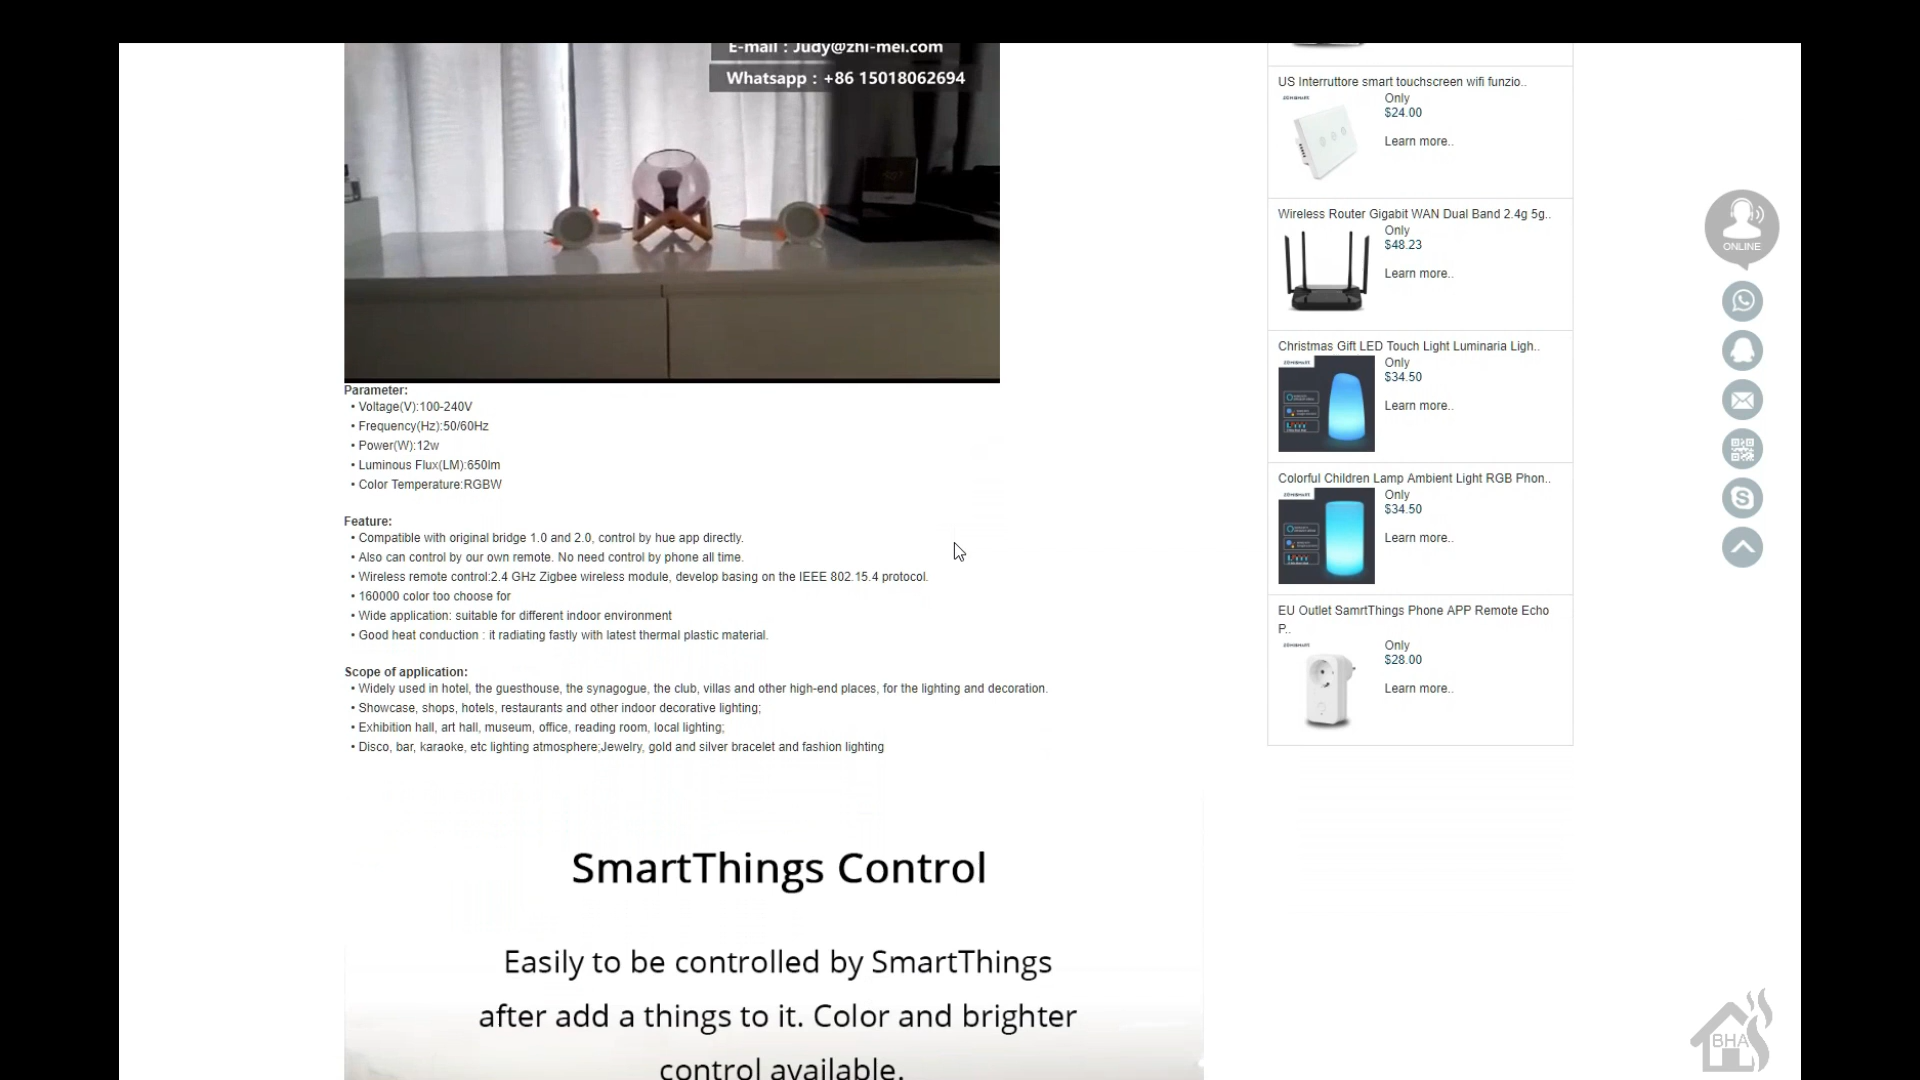 E-mail : Judy@zhi-mei.com
Whatsapp : +86 15018062694
Parameter:
• Voltage(V):100-240V
• Frequency(Hz):50/60Hz
• Power(W):12w
• Luminous Flux(LM):650lm
• Color Temperature:RGBW
Feature:
• Compatible with original bridge 1.0 and 2.0, control by hue app directly.
• Also can control by our own remote. No need control by phone all time.
• Wireless remote control:2.4 GHz Zigbee wireless module, develop basing on the IEEE 802.15.4 protocol.
• 160000 color too choose for
• Wide application: suitable for different indoor environment
• Good heat conduction : it radiating fastly with latest thermal plastic material.
Scope of application:
• Widely used in hotel, the guesthouse, the synagogue, the club, villas and other high-end places, for the lighting and decoration.
• Showcase, shops, hotels, restaurants and other indoor decorative lighting;
• Exhibition hall, art hall, museum, office, reading room, local lighting;
• Disco, bar, karaoke, etc lighting atmosphere;Jewelry, gold and silver bracelet and fashion lighting
SmartThings Control
Easily to be controlled by SmartThings
after add a things to it. Color and brighter
control available.
US Interruttore smart touchscreen wifi funzio..
ZEMISMART
Only
$24.00
Learn more..
Wireless Router Gigabit WAN Dual Band 2.4g 5g..
Only
$48.23
Learn more..
Christmas Gift LED Touch Light Luminaria Ligh..
ZEMISMART
Only
$34.50
Learn more..
Colorful Children Lamp Ambient Light RGB Phon..
ZEMISMART
Only
$34.50
Learn more..
EU Outlet SamrtThings Phone APP Remote Echo
P..
ZEMISMART
Only
$28.00
Learn more..
ONLINE
BHA